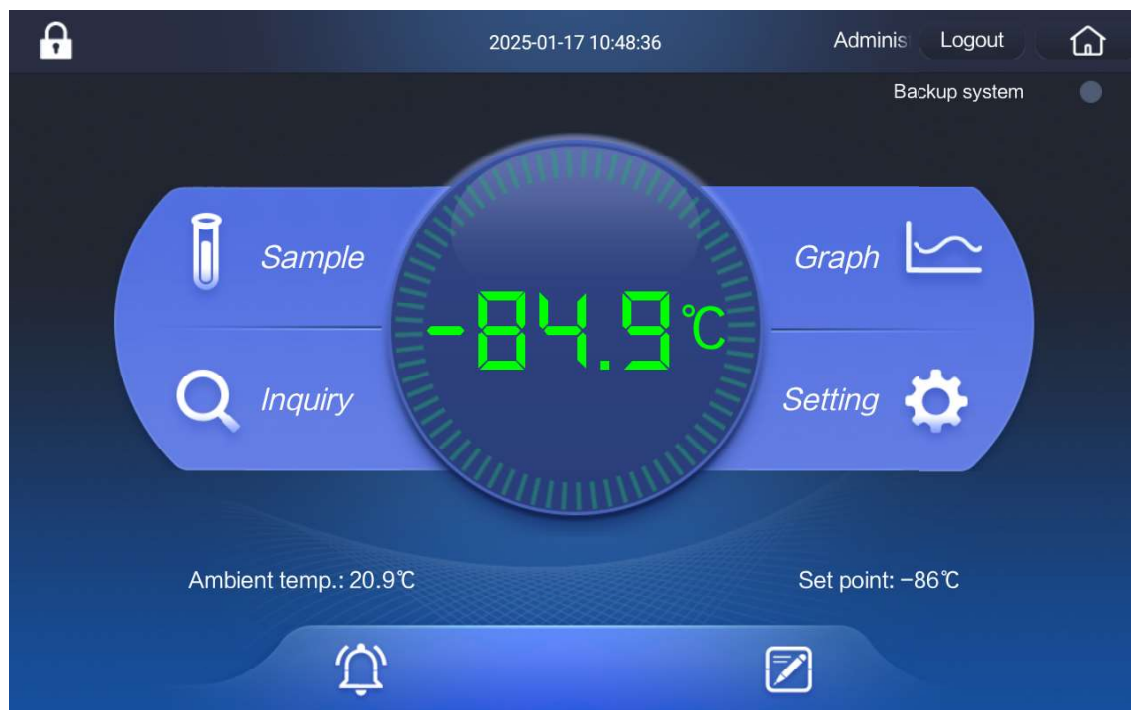 2025-01-17 10:48:36
Adminis
Logout
Backup system
Sample
Graph
-84.9℃
Inquiry
Setting
Ambient temp.: 20.9℃
Set point: -86℃